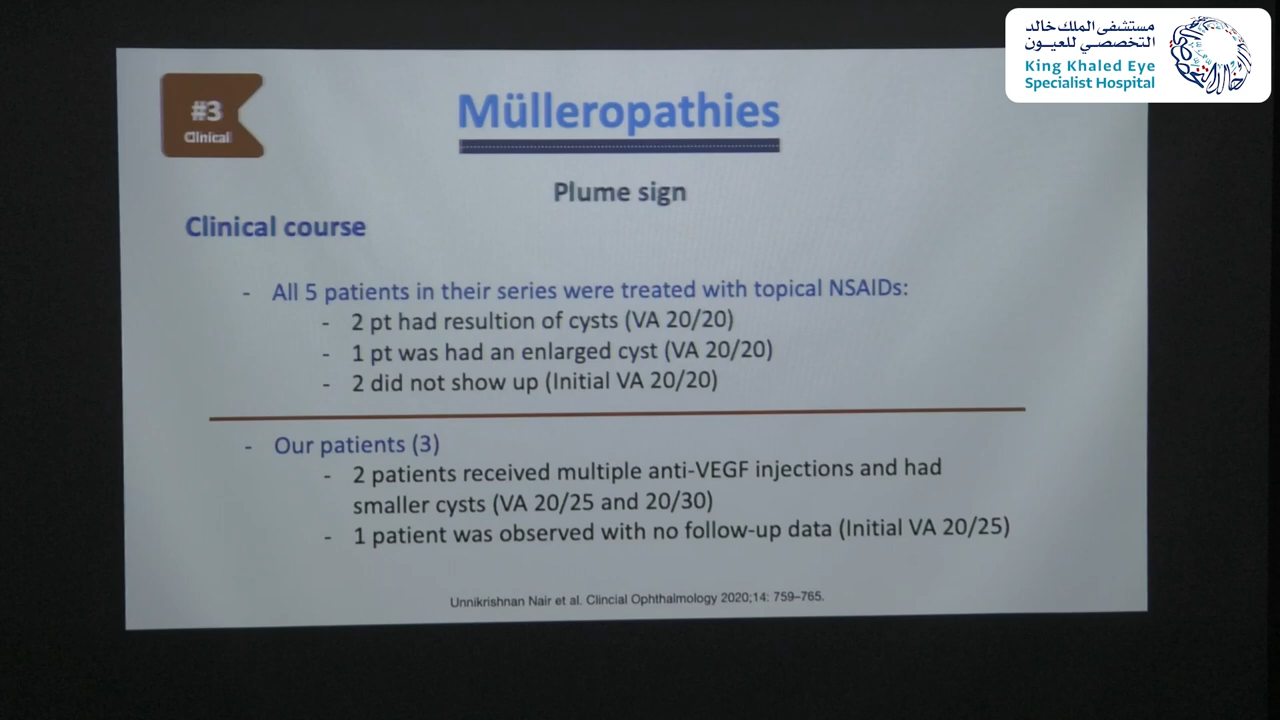 مستشفى الملك خالد
التخصصي للعيون
King Khaled Eye
Specialist Hospital
#3
Clinical
Mülleropathies
Plume sign
Clinical course
- All 5 patients in their series were treated with topical NSAIDs:
- 2 pt had resultion of cysts (VA 20/20)
- 1 pt was had an enlarged cyst (VA 20/20)
- 2 did not show up (Initial VA 20/20)
- Our patients (3)
- 2 patients received multiple anti-VEGF injections and had
smaller cysts (VA 20/25 and 20/30)
- 1 patient was observed with no follow-up data (Initial VA 20/25)
Unnikrishnan Nair et al. Clincial Ophthalmology 2020;14: 759–765.